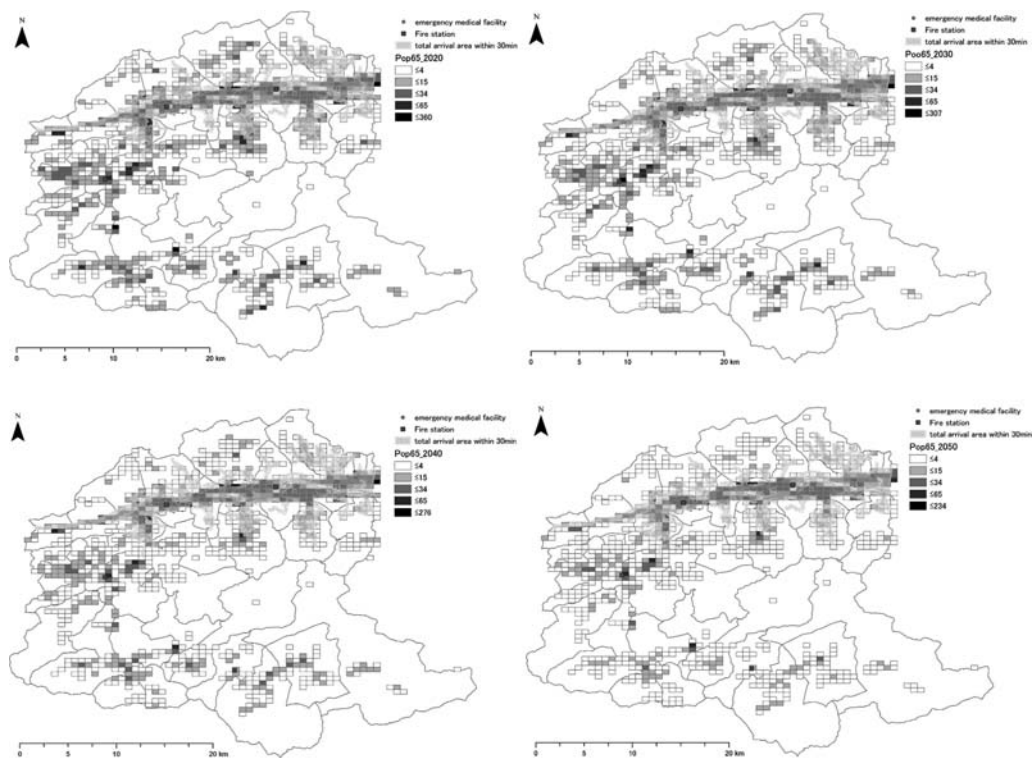 N
emergency medical facility
Fire station
total arrival area within 30min
Pop65_2020
≤4
≤15
≤34
≤65
≤360
0 5 10 20 km
N
emergency medical facility
Fire station
total arrival area within 30min
Poo65_2030
≤4
≤15
≤34
≤65
≤307
0 5 10 20 km
N
emergency medical facility
Fire station
total arrival area within 30min
Pop65_2040
≤4
≤15
≤34
≤65
≤276
0 5 10 20 km
N
emergency medical facility
Fire station
total arrival area within 30min
Pop65_2050
≤4
≤15
≤34
≤65
≤234
0 5 10 20 km